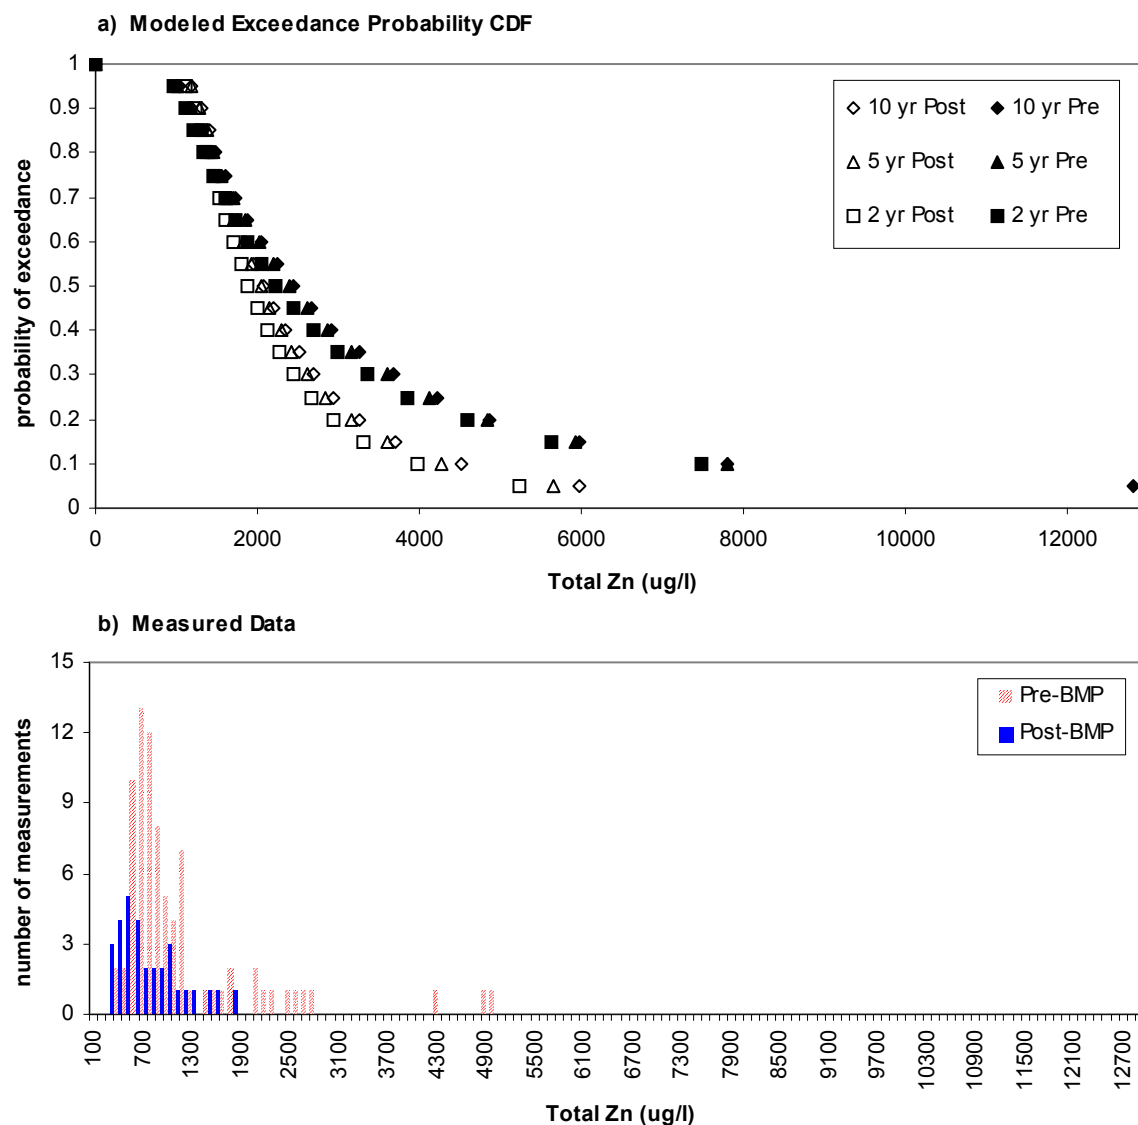 a) Modeled Exceedance Probability CDF
1
0.9
0.8
0.7
0.6
0.5
0.4
0.3
0.2
0.1
0
probability of exceedance
10 yr Post 10 yr Pre
5 yr Post 5 yr Pre
2 yr Post 2 yr Pre
0 2000 4000 6000 8000 10000 12000
Total Zn (ug/l)
b) Measured Data
15
12
9
6
3
0
number of measurements
Pre-BMP
Post-BMP
100 700 1300 1900 2500 3100 3700 4300 4900 5500 6100 6700 7300 7900 8500 9100 9700 10300 10900 11500 12100 12700
Total Zn (ug/l)